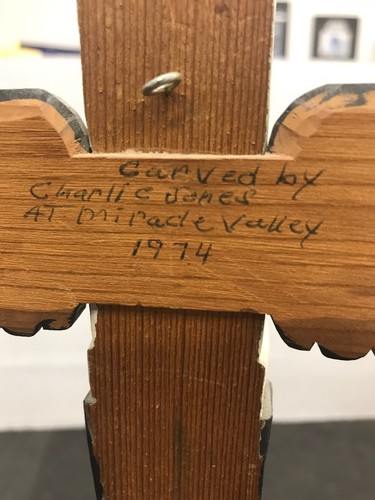 Carved by
Charlie Jones
AT Miracle Valley
1974